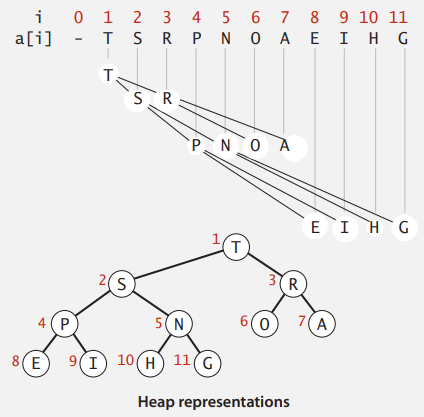 i 0 1 2 3 4 5 6 7 8 9 10 11
a[i] - T S R P N O A E I H G
T
S R
P N O A
E I H G
1 T
2 S 3 R
4 P 5 N 6 O 7 A
8 E 9 I 10 H 11 G
Heap representations